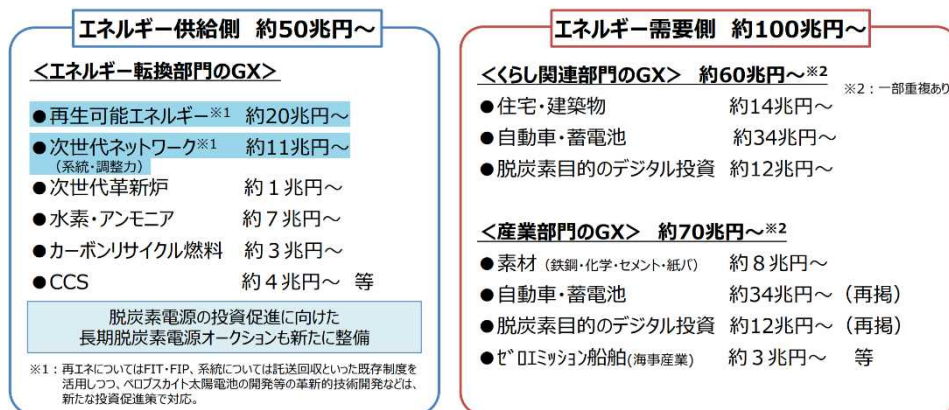 エネルギー供給側 約50兆円～
＜エネルギー転換部門のGX＞
●再生可能エネルギー※1 約20兆円～
●次世代ネットワーク※1 約11兆円～
（系統・調整力）
●次世代革新炉 約１兆円～
●水素・アンモニア 約７兆円～
●カーボンリサイクル燃料 約３兆円～
●CCS 約４兆円～ 等
脱炭素電源の投資促進に向けた
長期脱炭素電源オークションも新たに整備
※1：再エネについてはFIT・FIP、系統については託送回収といった既存制度を
活用しつつ、ペロブスカイト太陽電池の開発等の革新的技術開発などは、
新たな投資促進策で対応。
エネルギー需要側 約100兆円～
＜くらし関連部門のGX＞ 約60兆円～※2
※2：一部重複あり
●住宅・建築物 約14兆円～
●自動車・蓄電池 約34兆円～
●脱炭素目的のデジタル投資 約12兆円～
＜産業部門のGX＞ 約70兆円～※2
●素材（鉄鋼・化学・セメント・紙パ） 約８兆円～
●自動車・蓄電池 約34兆円～（再掲）
●脱炭素目的のデジタル投資 約12兆円～（再掲）
●ｾﾞﾛｴﾐｯｼｮﾝ船舶(海事産業) 約３兆円～ 等